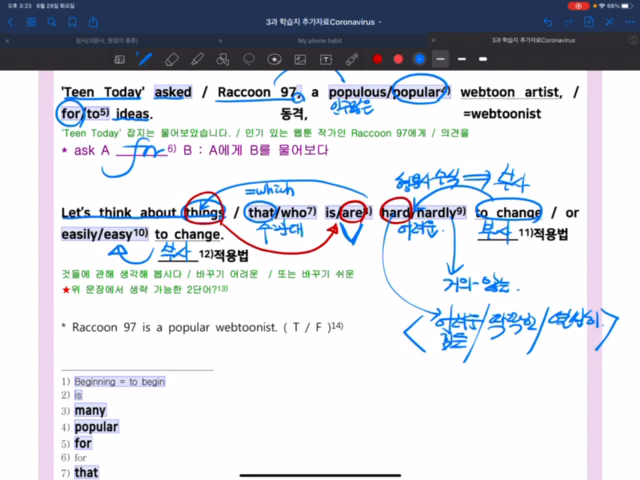 오후 3:23 6월 29일 화요일
68%
3과 학습지 추가자료Coronavirus
임시(의문사, 문장의 종류)
My phone habit
3과 학습지 추가자료Coronavirus
'Teen Today' asked / Raccoon 97, a populous/popular4) webtoon artist, /
인구많은
for/to5) ideas.
동격,
=webtoonist
'Teen Today' 잡지는 물어보았습니다. / 인기 있는 웹툰 작가인 Raccoon 97에게 / 의견을
* ask A for 6) B : A에게 B를 물어보다
형용사 수식
=which
Let's think about things / that/who7) is/are8) hard/hardly9) to change / or
주관대
어려운
부사 11)적용법
easily/easy10) to change.
부사 12)적용법
것들에 관해 생각해 봅시다 / 바꾸기 어려운 / 또는 바꾸기 쉬운
★위 문장에서 생략 가능한 2단어?13)
거의~않는
어려운 / 딱딱한 / 열심히
힘든
* Raccoon 97 is a popular webtoonist. ( T / F )14)
1) Beginning = to begin
2) is
3) many
4) popular
5) for
6) for
7) that